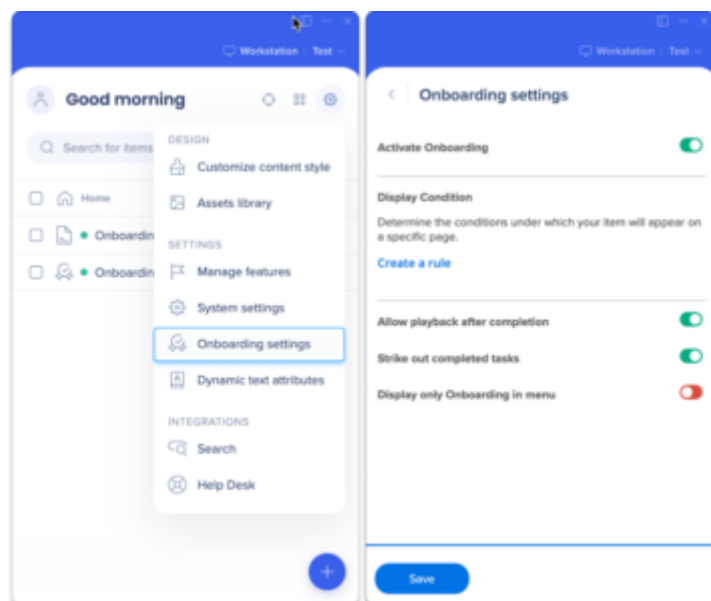 Workstation Test
Good morning
Search for items
Home
Onboardin
Onboardin
DESIGN
Customize content style
Assets library
SETTINGS
Manage features
System settings
Onboarding settings
Dynamic text attributes
INTEGRATIONS
Search
Help Desk
Workstation Test
Onboarding settings
Activate Onboarding
Display Condition
Determine the conditions under which your item will appear on
a specific page.
Create a rule
Allow playback after completion
Strike out completed tasks
Display only Onboarding in menu
Save